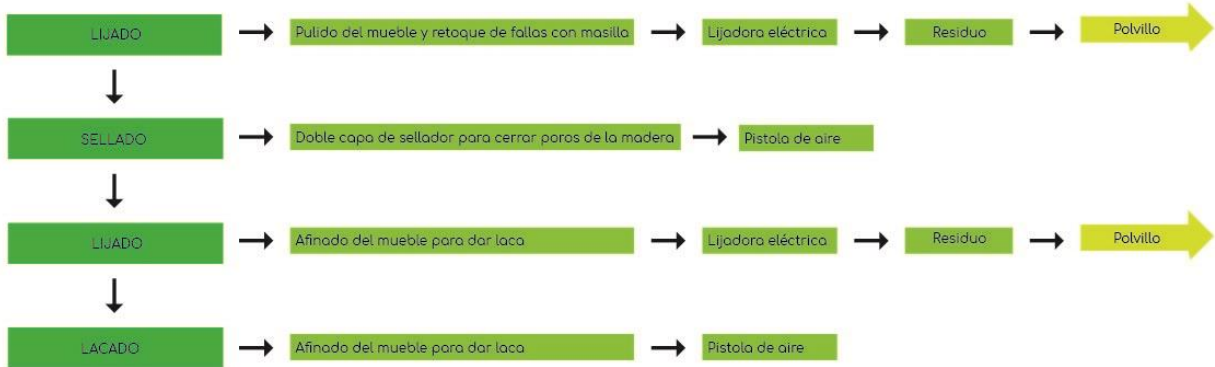 LIJADO
Pulido del mueble y retoque de fallas con masilla
Lijadora eléctrica
Residuo
Polvillo
SELLADO
Doble capa de sellador para cerrar poros de la madera
Pistola de aire
LIJADO
Afinado del mueble para dar laca
Lijadora eléctrica
Residuo
Polvillo
LACADO
Afinado del mueble para dar laca
Pistola de aire